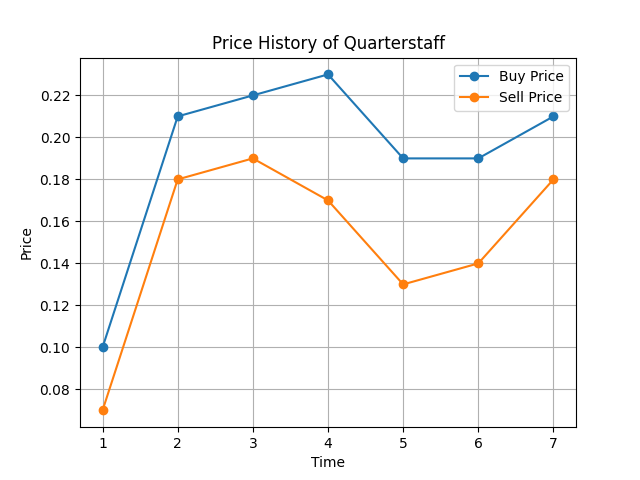 Price History of Quarterstaff
Buy Price
Sell Price
0.22
0.20
0.18
0.16
0.14
0.12
0.10
0.08
Price
1 2 3 4 5 6 7
Time